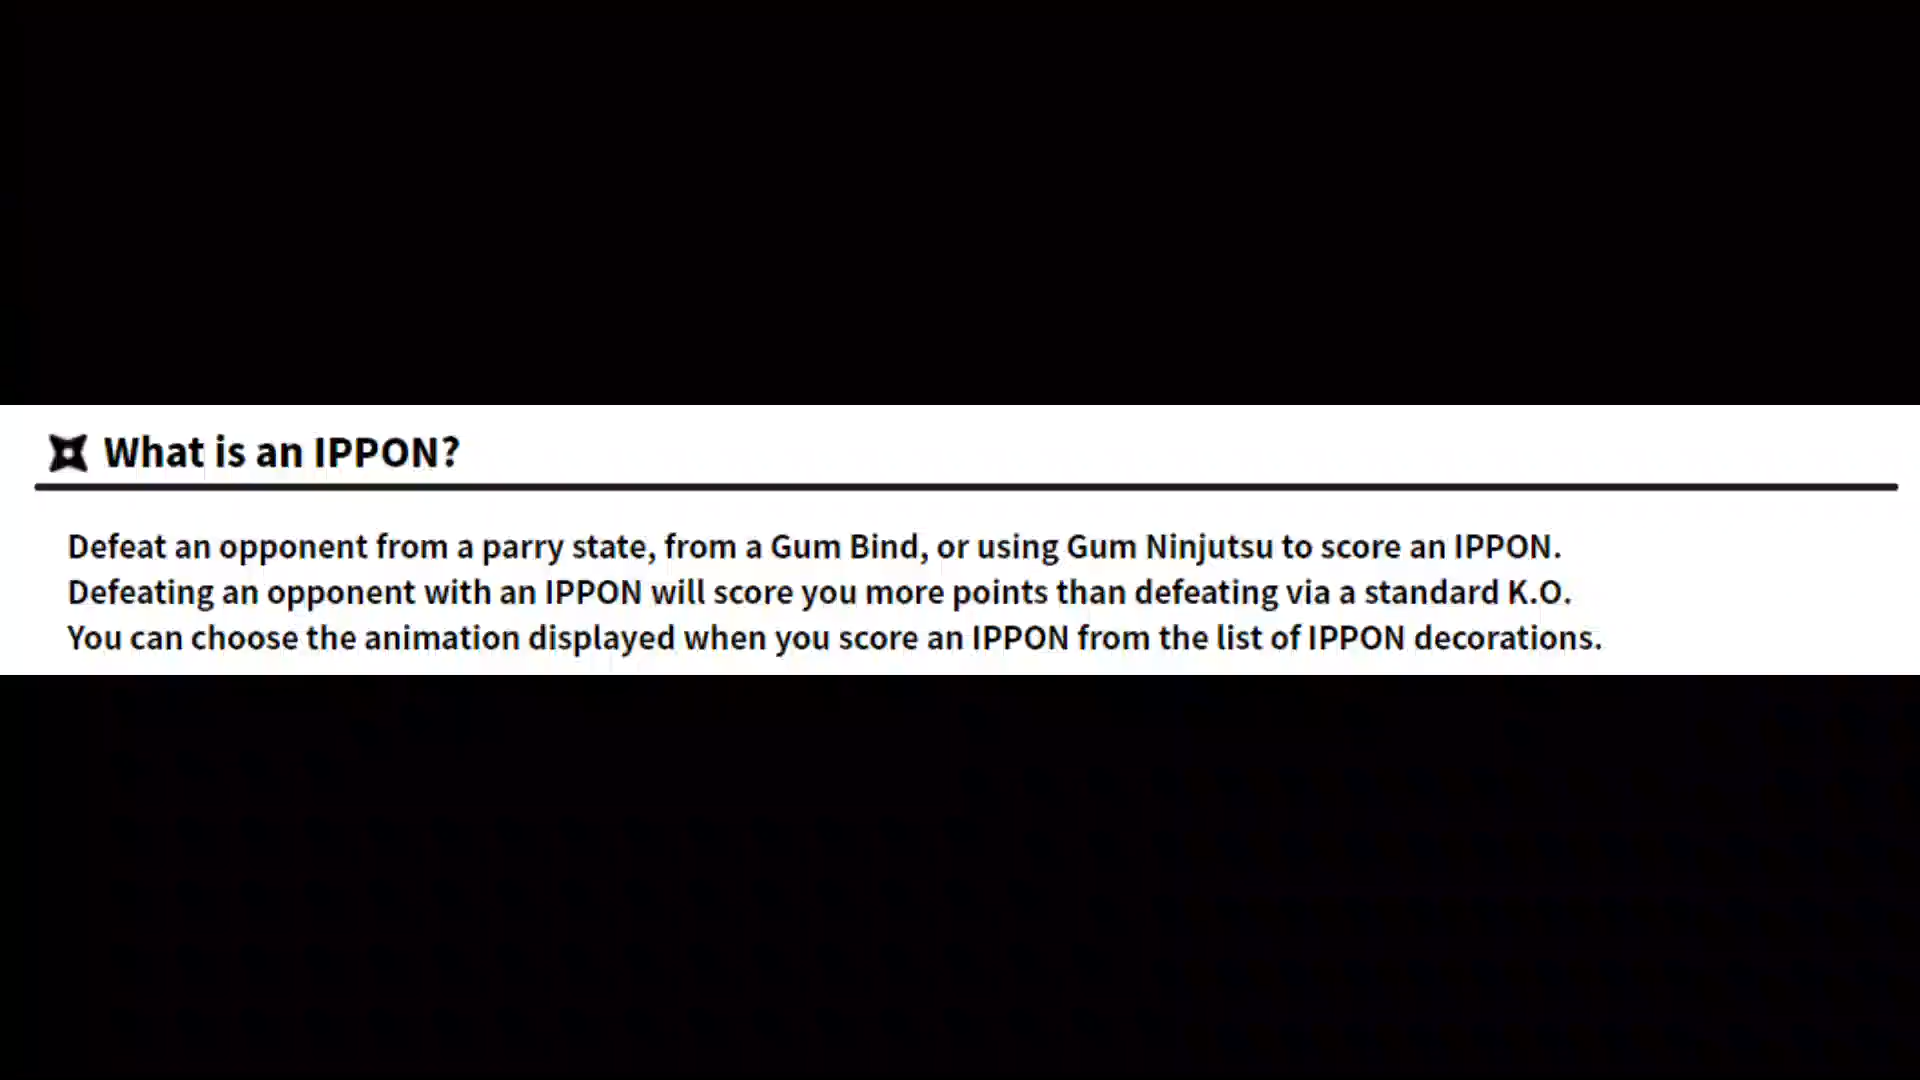 What is an IPPON?
Defeat an opponent from a parry state, from a Gum Bind, or using Gum Ninjutsu to score an IPPON.
Defeating an opponent with an IPPON will score you more points than defeating via a standard K.O.
You can choose the animation displayed when you score an IPPON from the list of IPPON decorations.